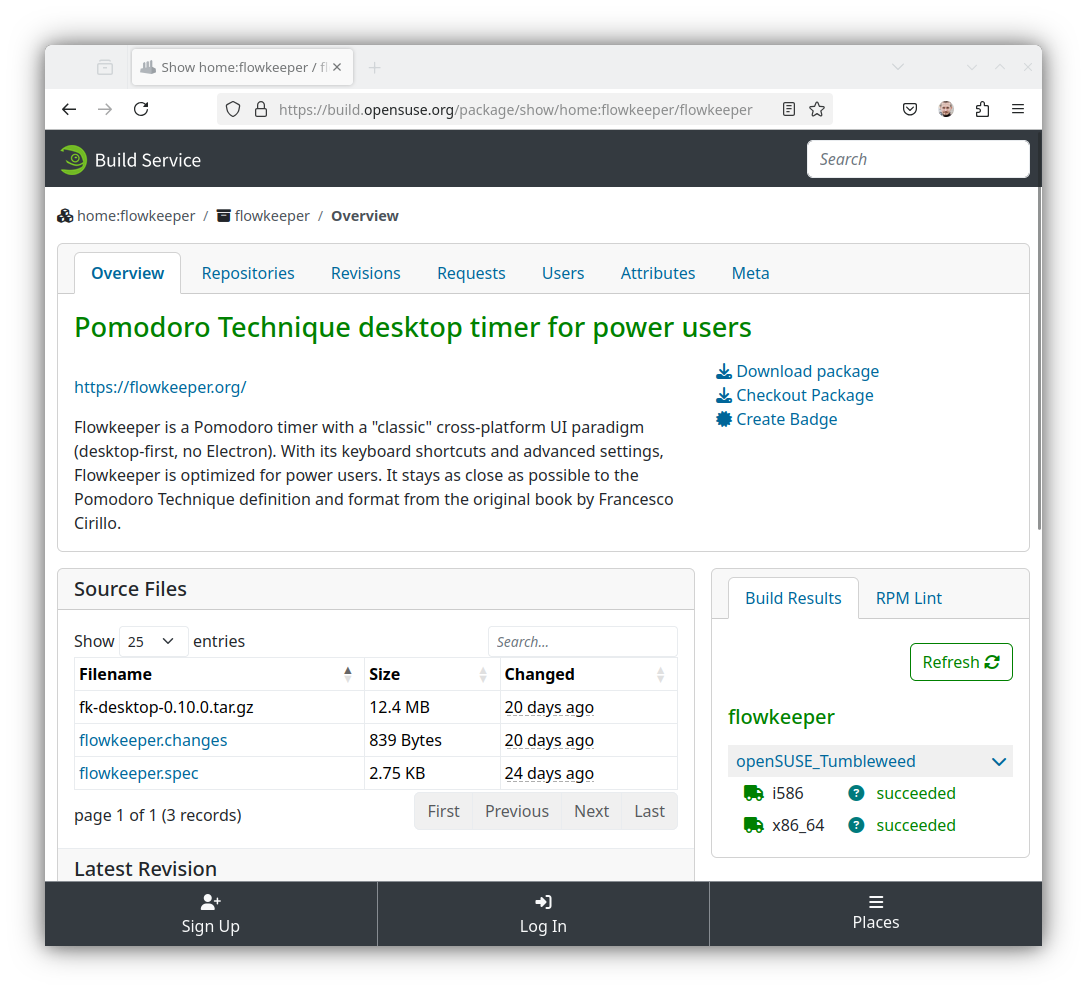 Show home:flowkeeper / fl
https://build.opensuse.org/package/show/home:flowkeeper/flowkeeper
Build Service
Search
home:flowkeeper / flowkeeper / Overview
Overview Repositories Revisions Requests Users Attributes Meta
Pomodoro Technique desktop timer for power users
https://flowkeeper.org/
Flowkeeper is a Pomodoro timer with a "classic" cross-platform UI paradigm
(desktop-first, no Electron). With its keyboard shortcuts and advanced settings,
Flowkeeper is optimized for power users. It stays as close as possible to the
Pomodoro Technique definition and format from the original book by Francesco
Cirillo.
Download package
Checkout Package
Create Badge
Source Files
Show 25 entries
Search...
Filename Size Changed
fk-desktop-0.10.0.tar.gz 12.4 MB 20 days ago
flowkeeper.changes 839 Bytes 20 days ago
flowkeeper.spec 2.75 KB 24 days ago
page 1 of 1 (3 records)
First Previous Next Last
Latest Revision
Build Results RPM Lint
Refresh
flowkeeper
openSUSE_Tumbleweed
i586 succeeded
x86_64 succeeded
Sign Up
Log In
Places